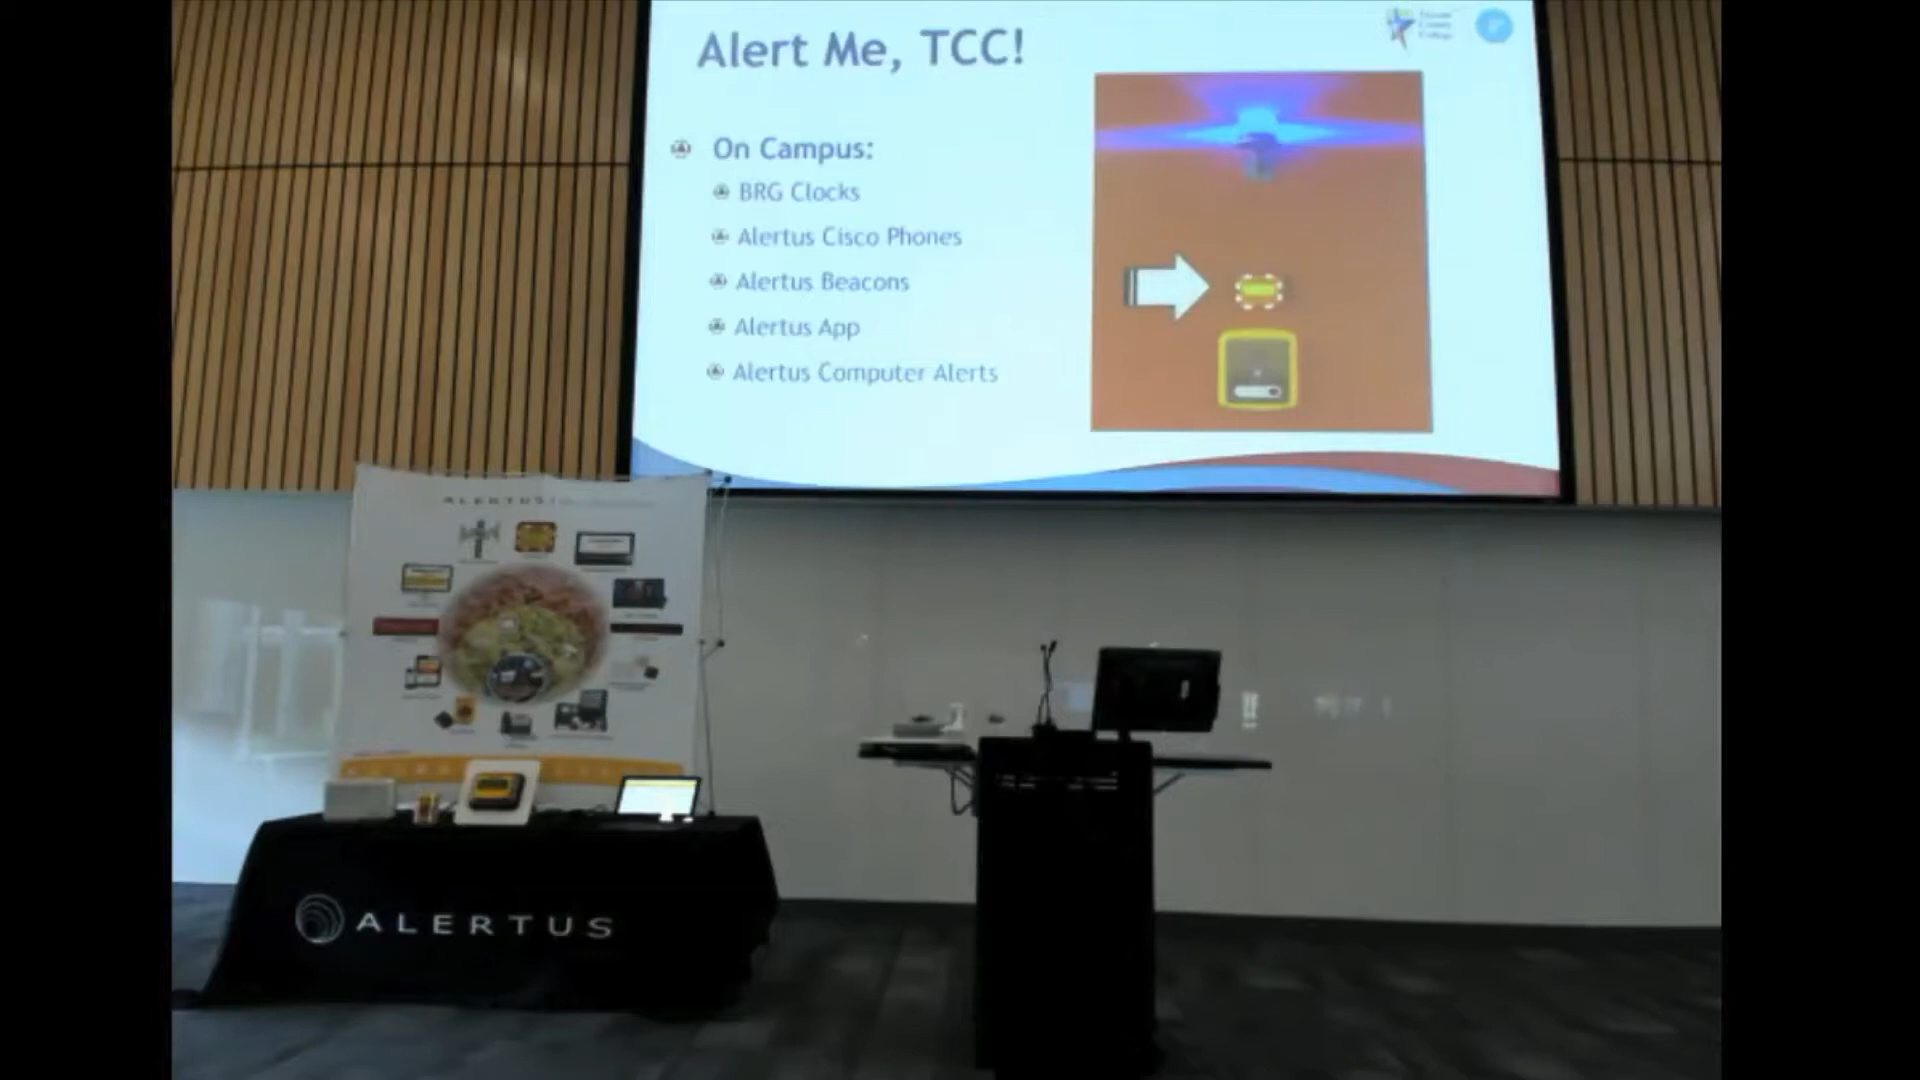 Alert Me, TCC!
On Campus:
BRG Clocks
Alertus Cisco Phones
Alertus Beacons
Alertus App
Alertus Computer Alerts
ALERTUS
ALERTUS